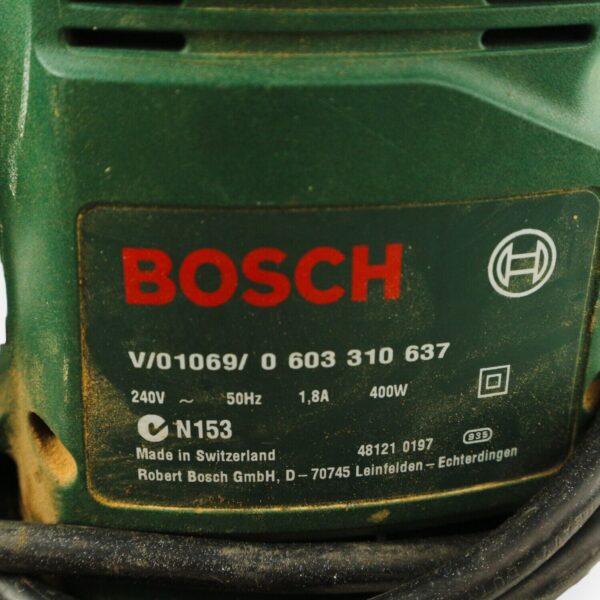 BOSCH
V/01069/ 0 603 310 637
240V ~ 50Hz 1,8A 400W
N153
Made in Switzerland 48121 0197 935
Robert Bosch GmbH, D-70745 Leinfelden-Echterdingen